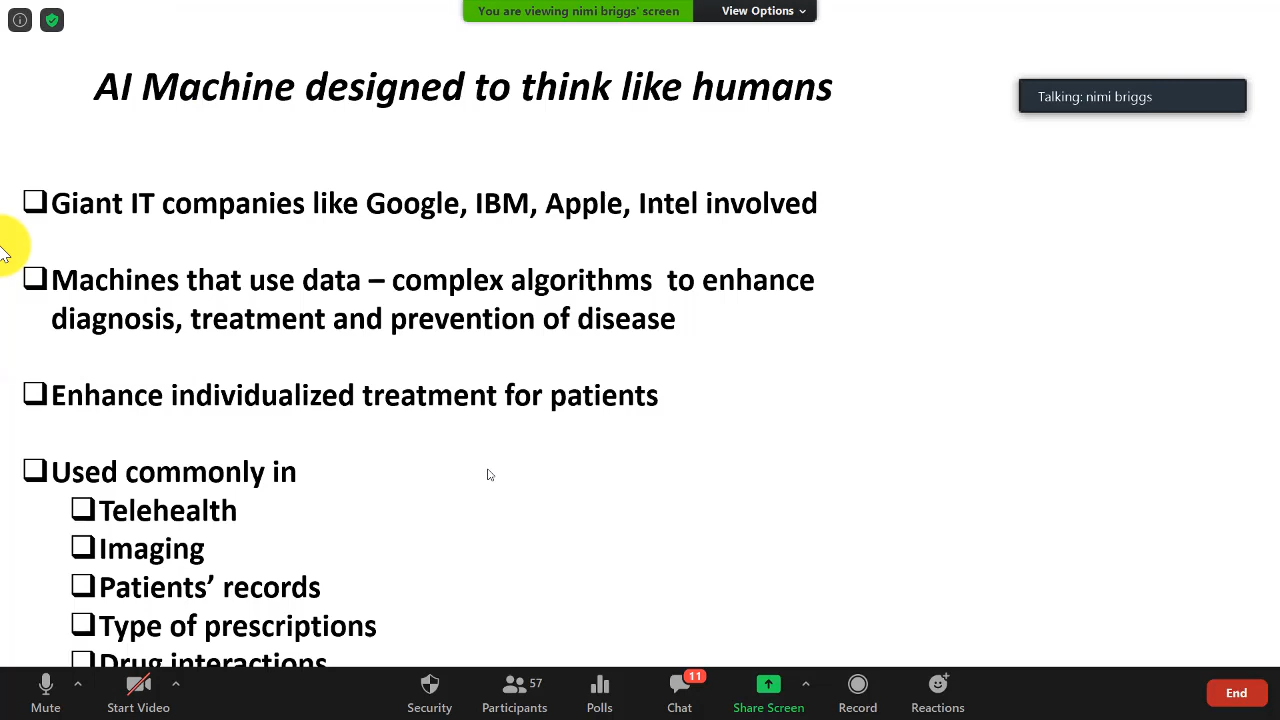 You are viewing nimi briggs' screen
View Options
AI Machine designed to think like humans
Talking: nimi briggs
Giant IT companies like Google, IBM, Apple, Intel involved
Machines that use data – complex algorithms to enhance
diagnosis, treatment and prevention of disease
Enhance individualized treatment for patients
Used commonly in
Telehealth
Imaging
Patients’ records
Type of prescriptions
Drug interactions
Mute
Start Video
Security
57
Participants
Polls
11
Chat
Share Screen
Record
Reactions
End